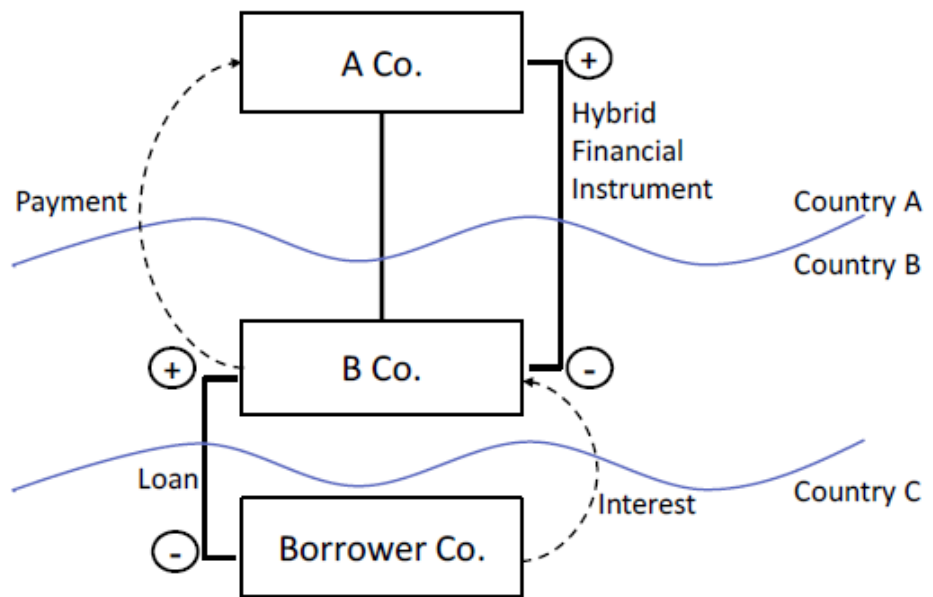 A Co.
+
Hybrid
Financial
Instrument
Payment
Country A
Country B
+
B Co.
-
Loan
Interest
Country C
-
Borrower Co.